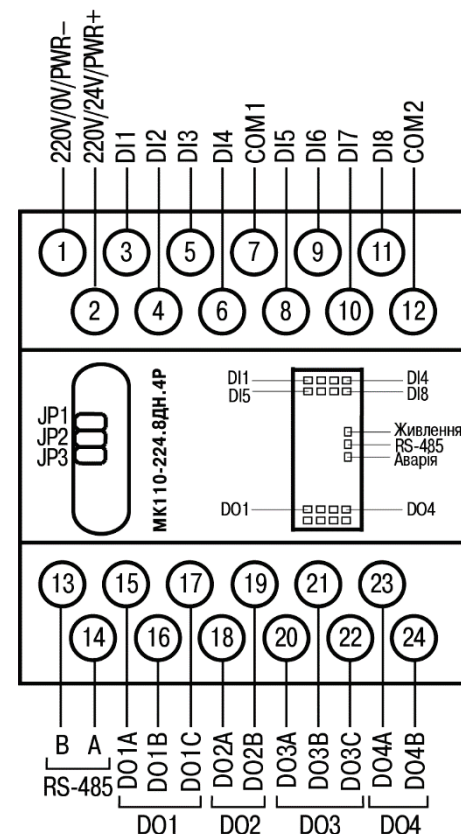 220V/0V/PWR−
220V/24V/PWR+
DI1
DI2
DI3
DI4
COM1
DI5
DI6
DI7
DI8
COM2
1 3 5 7 9 11
2 4 6 8 10 12
JP1
JP2
JP3
МК110-224.8ДН.4Р
DI1 DI4
DI5 DI8
Живлення
RS-485
Аварія
DO1 DO4
13 15 17 19 21 23
14 16 18 20 22 24
B A
DO1A
DO1B
DO1C
DO2A
DO2B
DO3A
DO3B
DO3C
DO4A
DO4B
RS-485
DO1 DO2 DO3 DO4